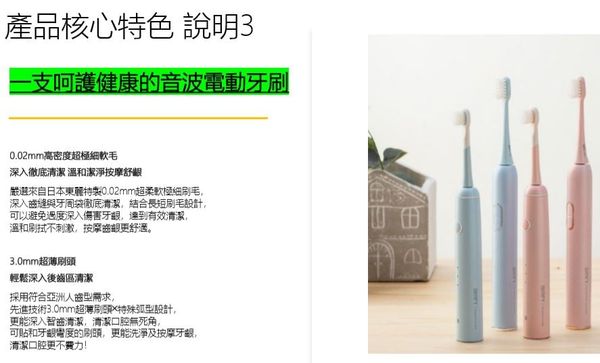 產品核心特色 說明3
一支呵護健康的音波電動牙刷
0.02mm高密度超極細軟毛
深入徹底清潔 溫和潔淨按摩舒齦
嚴選來自日本東麗特製0.02mm超柔軟極細刷毛，
深入齒縫與牙周袋徹底清潔，結合長短刷毛設計，
可以避免過度深入傷害牙齦，達到有效清潔，
溫和刷拭不刺激，按摩齒齦更舒適。
3.0mm超薄刷頭
輕鬆深入後齒區清潔
採用符合亞洲人齒型需求，
先進技術3.0mm超薄刷頭X特殊弧型設計，
更能深入智齒清潔，清潔口腔無死角，
可貼和牙齦彎度的刷頭，更能洗淨及按摩牙齦，
清潔口腔更不費力！